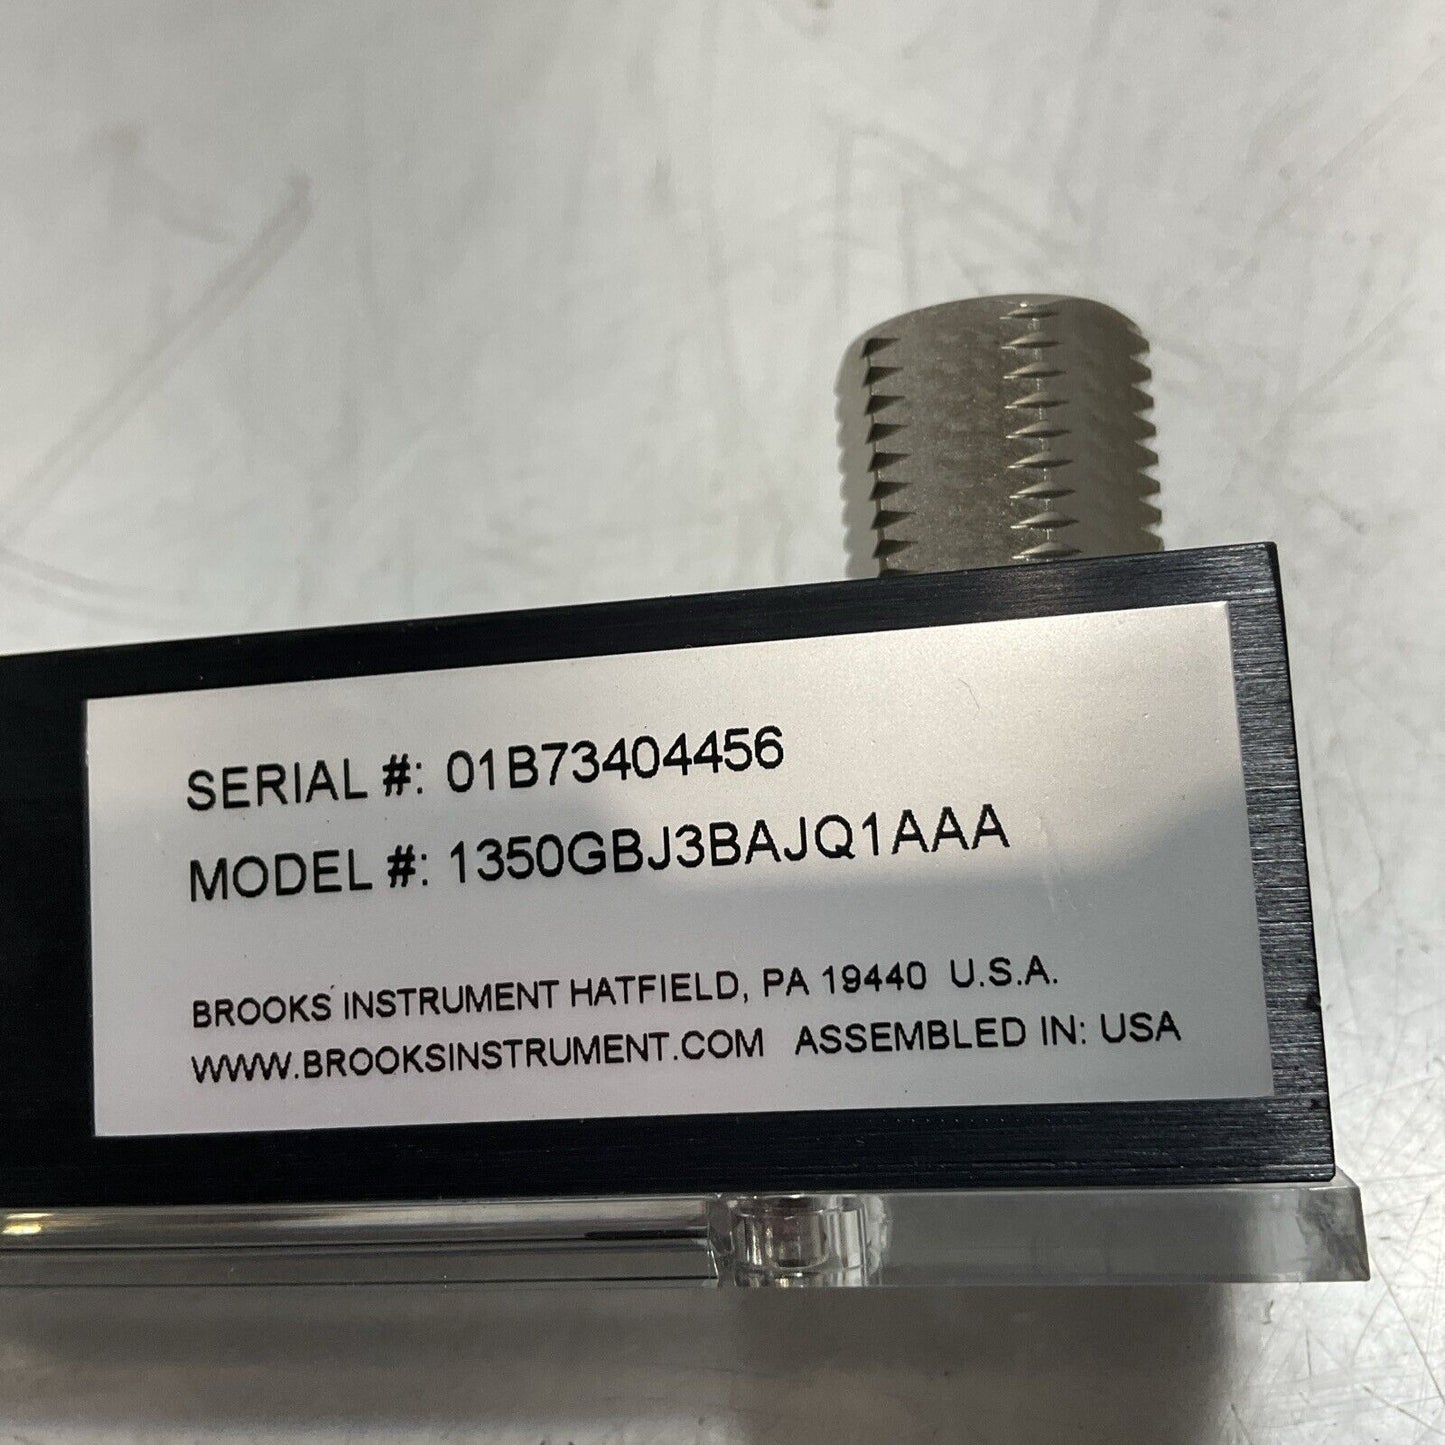 SERIAL #: 01B73404456
MODEL #: 1350GBJ3BAJQ1AAA
BROOKS INSTRUMENT HATFIELD, PA 19440 U.S.A.
WWW.BROOKSINSTRUMENT.COM ASSEMBLED IN: USA